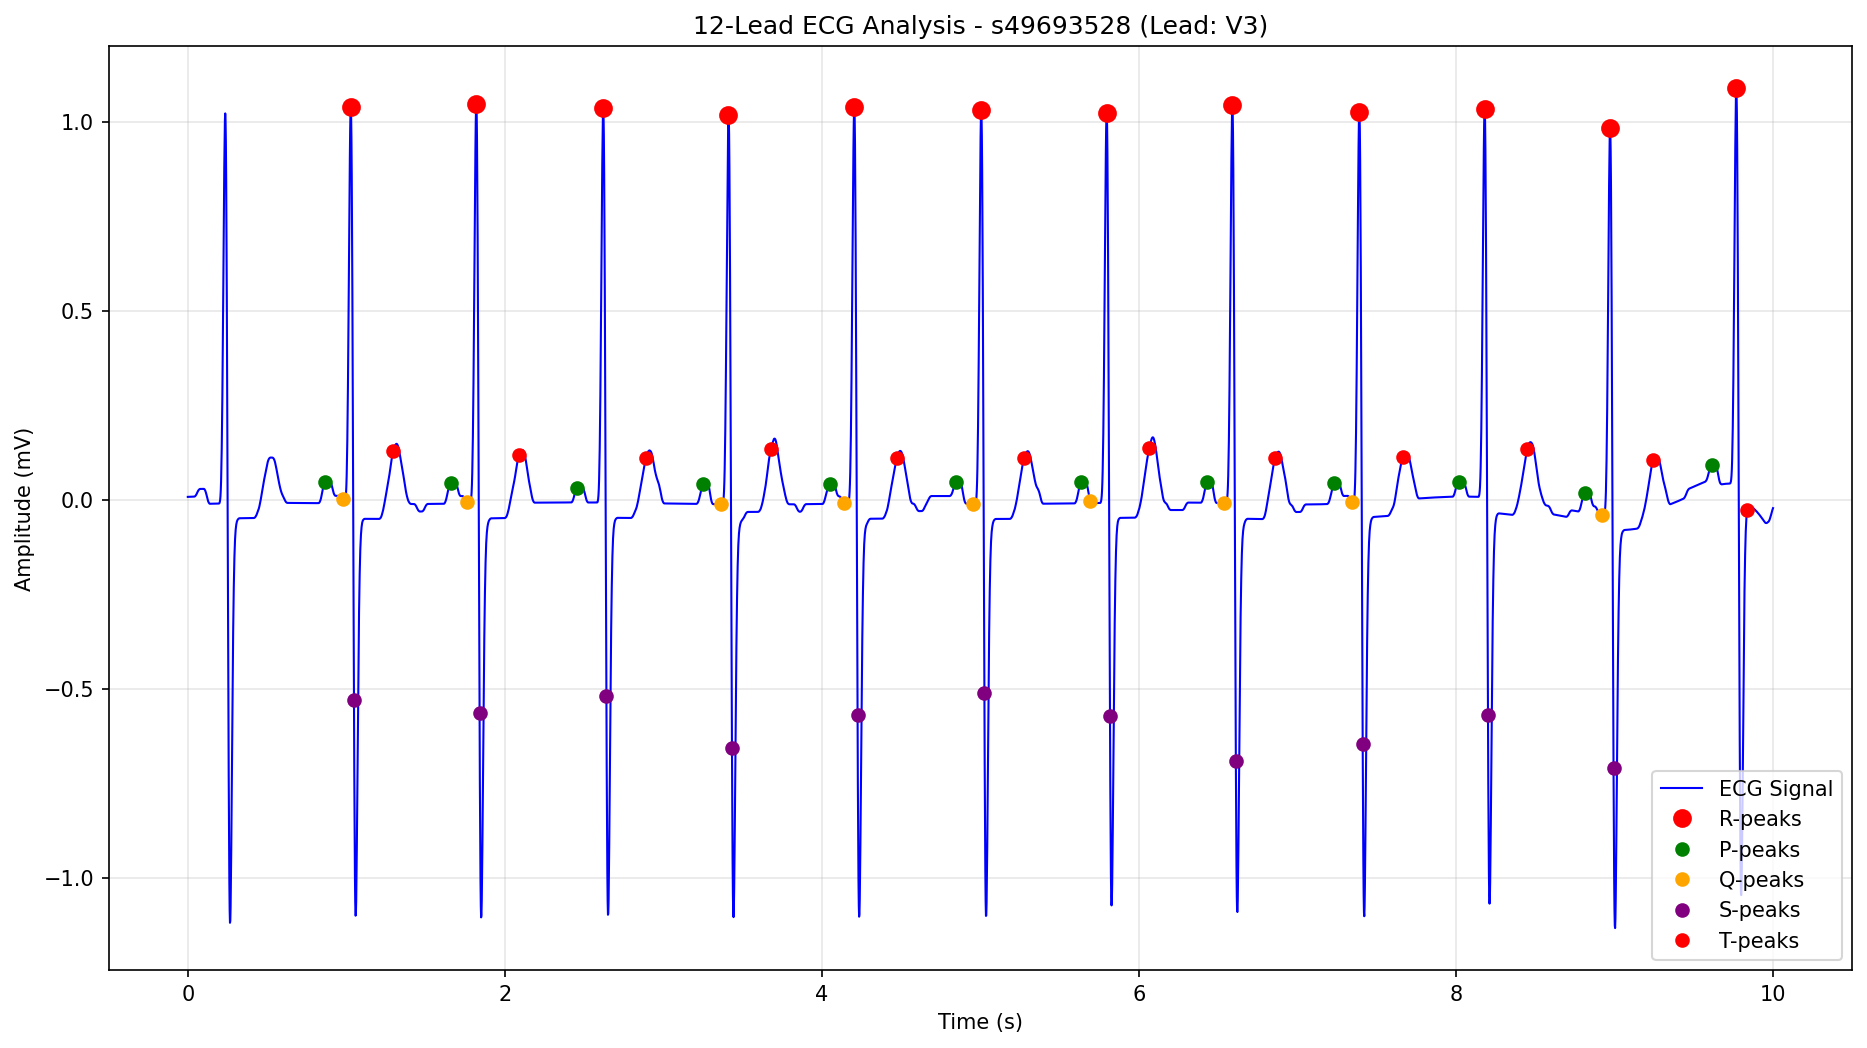 12-Lead ECG Analysis - s49693528 (Lead: V3)
Amplitude (mV)
1.0
0.5
0.0
−0.5
−1.0
0
2
4
6
8
10
Time (s)
ECG Signal
R-peaks
P-peaks
Q-peaks
S-peaks
T-peaks